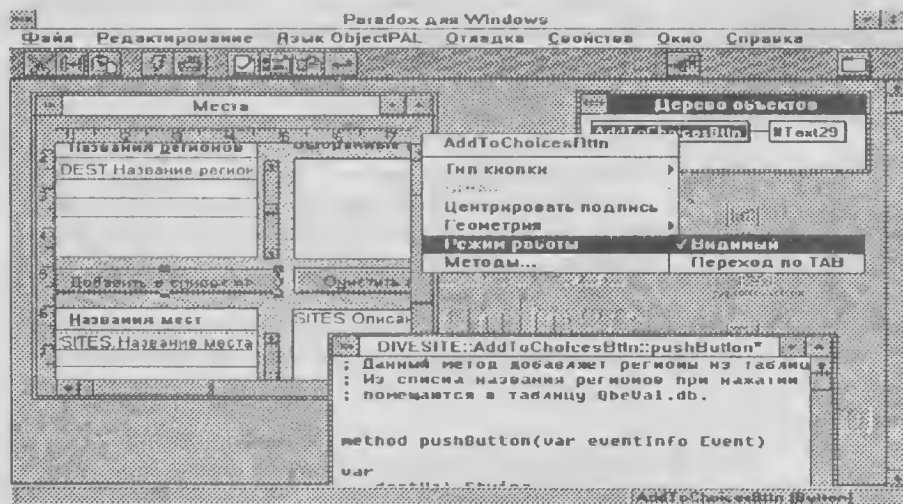 Paradox для Windows
Файл Редактирование Язык ObjectPAL Отладка Свойства Окно Справка
Места
Дерево объектов
AddToChoicesBttn #Text29
Названия регионов
DEST.Название регион
AddToChoicesBttn
Тип кнопки
Центрировать подпись
Геометрия
Режим работы
Методы...
✓Видимый
Переход по TAB
Добавить в список =>
Очистить
Названия мест
SITES.Название места
SITES.Описан
DIVESITE::AddToChoicesBttn::pushButton*
; Данный метод добавляет регионы из таблиц
; Из списка названия регионов при нажатии
; помещаются в таблицу QbeVal.db.
method pushButton(var eventInfo Event)
var
destVal String
AddToChoicesBttn [Button]